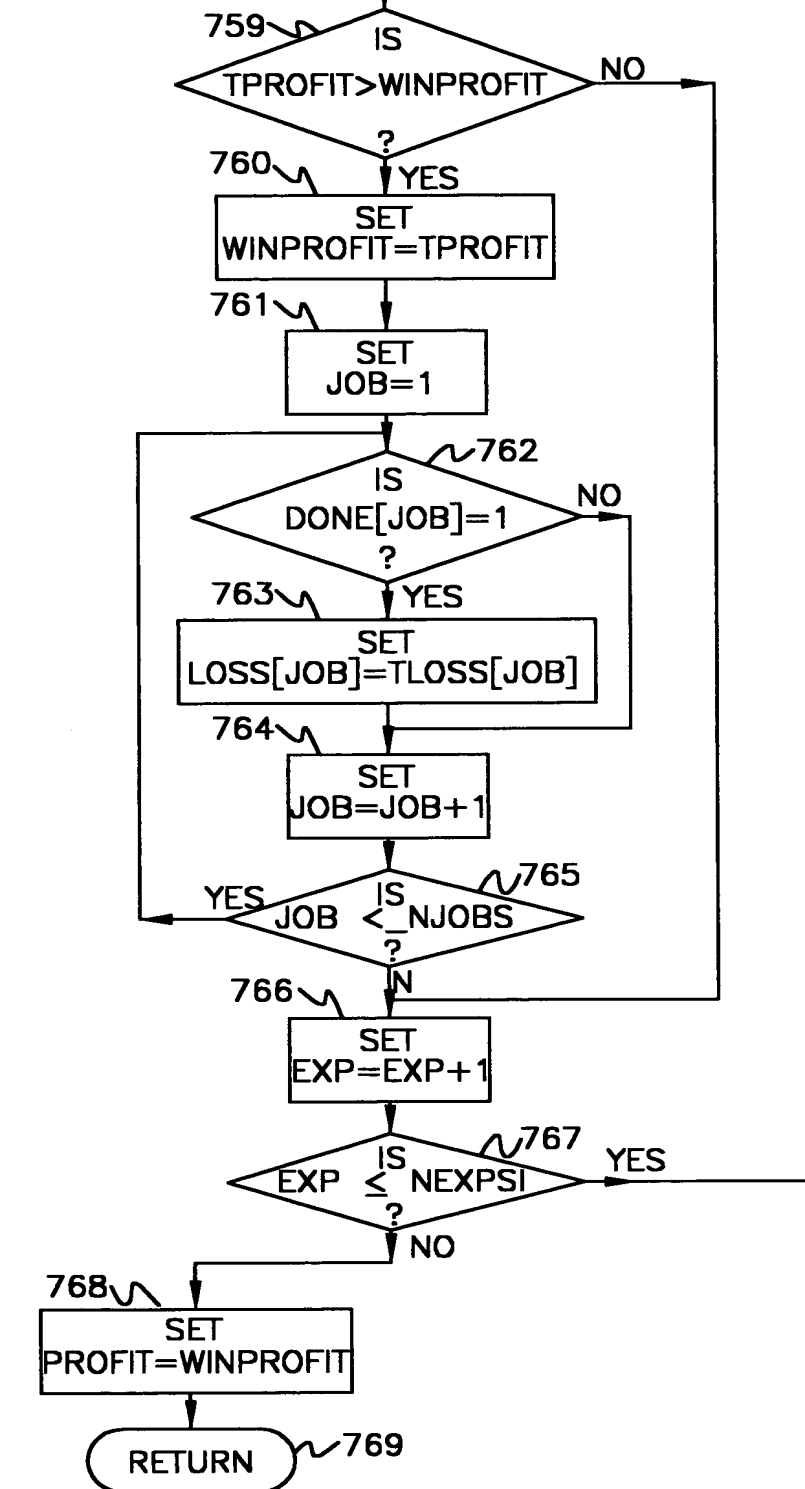 759
IS
TPROFIT>WINPROFIT
?
NO
YES
760
SET
WINPROFIT=TPROFIT
761
SET
JOB=1
762
IS
DONE[JOB]=1
?
NO
YES
763
SET
LOSS[JOB]=TLOSS[JOB]
764
SET
JOB=JOB+1
765
YES
IS
JOB <_NJOBS
?
N
766
SET
EXP=EXP+1
767
IS
EXP ≤ NEXPSI
?
YES
NO
768
SET
PROFIT=WINPROFIT
RETURN
769